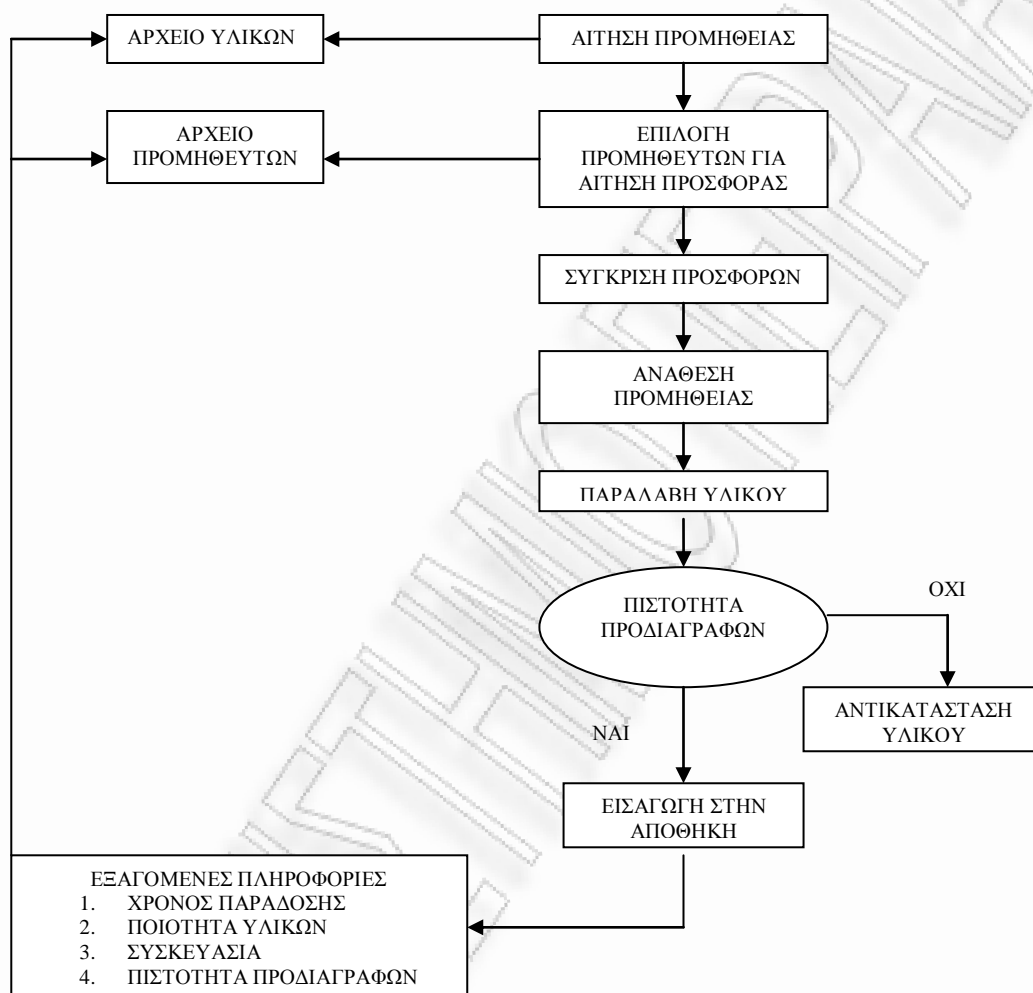 ΑΡΧΕΙΟ ΥΛΙΚΩΝ
ΑΙΤΗΣΗ ΠΡΟΜΗΘΕΙΑΣ
ΑΡΧΕΙΟ
ΠΡΟΜΗΘΕΥΤΩΝ
ΕΠΙΛΟΓΗ
ΠΡΟΜΗΘΕΥΤΩΝ ΓΙΑ
ΑΙΤΗΣΗ ΠΡΟΣΦΟΡΑΣ
ΣΥΓΚΡΙΣΗ ΠΡΟΣΦΟΡΩΝ
ΑΝΑΘΕΣΗ
ΠΡΟΜΗΘΕΙΑΣ
ΠΑΡΑΛΑΒΗ ΥΛΙΚΟΥ
ΠΙΣΤΟΤΗΤΑ
ΠΡΟΔΙΑΓΡΑΦΩΝ
ΟΧΙ
ΑΝΤΙΚΑΤΑΣΤΑΣΗ
ΥΛΙΚΟΥ
ΝΑΙ
ΕΙΣΑΓΩΓΗ ΣΤΗΝ
ΑΠΟΘΗΚΗ
ΕΞΑΓΟΜΕΝΕΣ ΠΛΗΡΟΦΟΡΙΕΣ
1. ΧΡΟΝΟΣ ΠΑΡΑΔΟΣΗΣ
2. ΠΟΙΟΤΗΤΑ ΥΛΙΚΩΝ
3. ΣΥΣΚΕΥΑΣΙΑ
4. ΠΙΣΤΟΤΗΤΑ ΠΡΟΔΙΑΓΡΑΦΩΝ